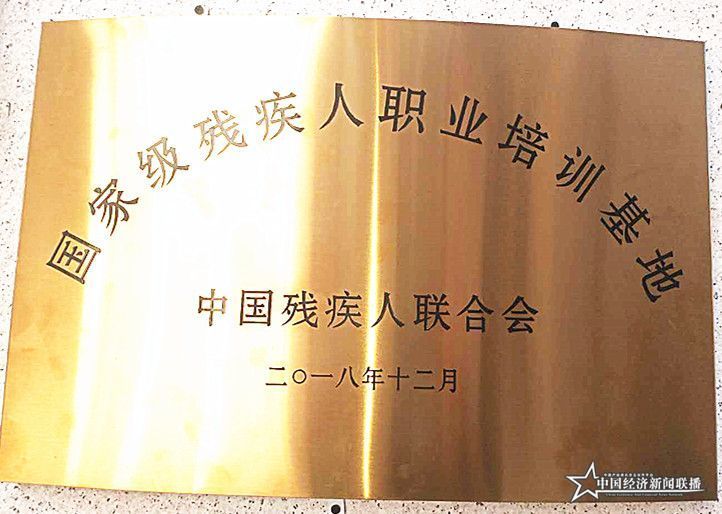 国家级残疾人职业培训基地
中国残疾人联合会
二〇一八年十二月
中国经济新闻联播